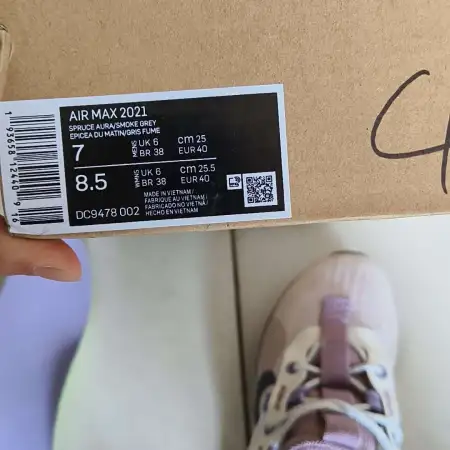 AIR MAX 2021
SPRUCE AURA/SMOKE GREY
EPICEA DU MATIN/GRIS FUME
7 MENS UK 6 BR 38 cm 25 EUR 40
8.5 WMNS UK 6 BR 38 cm 25.5 EUR 40
DC9478 002
MADE IN VIETNAM/
FABRIQUE AU VIETNAM/
FABRICADO NO VIETNÃ/
HECHO EN VIETNAM